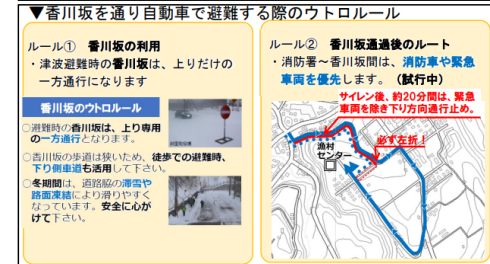 ▼香川坂を通り自動車で避難する際のウトロルール
ルール① 香川坂の利用
・津波避難時の香川坂は、上りだけの
一方通行になります
香川坂のウトロルール
○避難時の香川坂は、上り専用
の一方通行となります。
○香川坂の歩道は狭いため、徒歩での避難時、
下り側車道も活用して下さい。
○冬期間は、道路脇の滞雪や
路面凍結により滑りやすく
なっています。安全に心が
けて下さい。
ルール② 香川坂通過後のルート
・消防署～香川坂間は、消防車や緊急
車両を優先します。（試行中）
サイレン後、約20分間は、緊急
車両を除き下り方向通行止め。
必ず左折！
漁村
センター